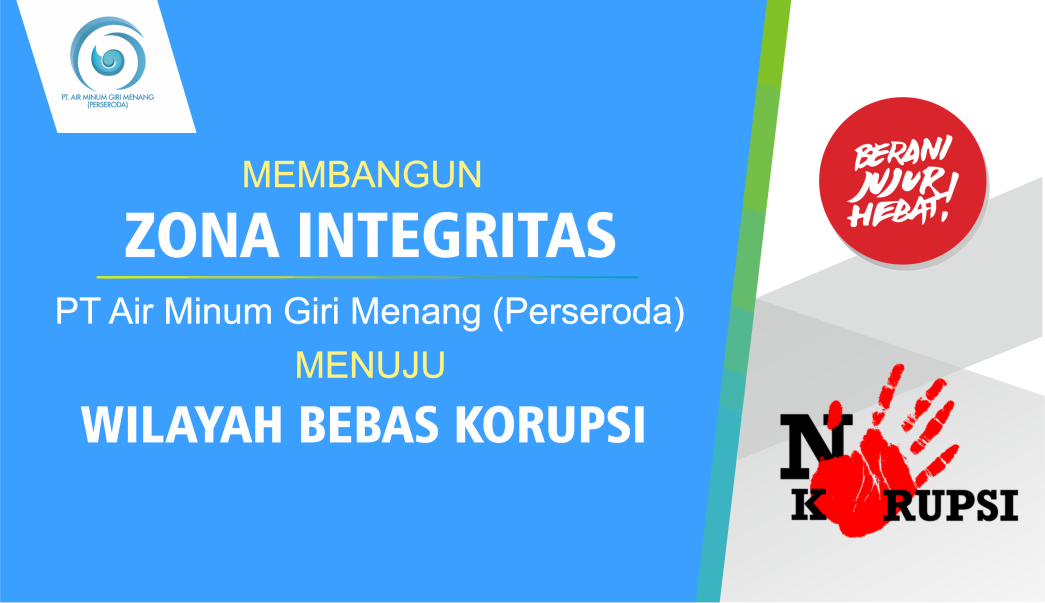 PT. AIR MINUM GIRI MENANG
(PERSERODA)
MEMBANGUN
ZONA INTEGRITAS
PT Air Minum Giri Menang (Perseroda)
MENUJU
WILAYAH BEBAS KORUPSI
BERANI
JUJUR
HEBAT!
N
K RUPSI